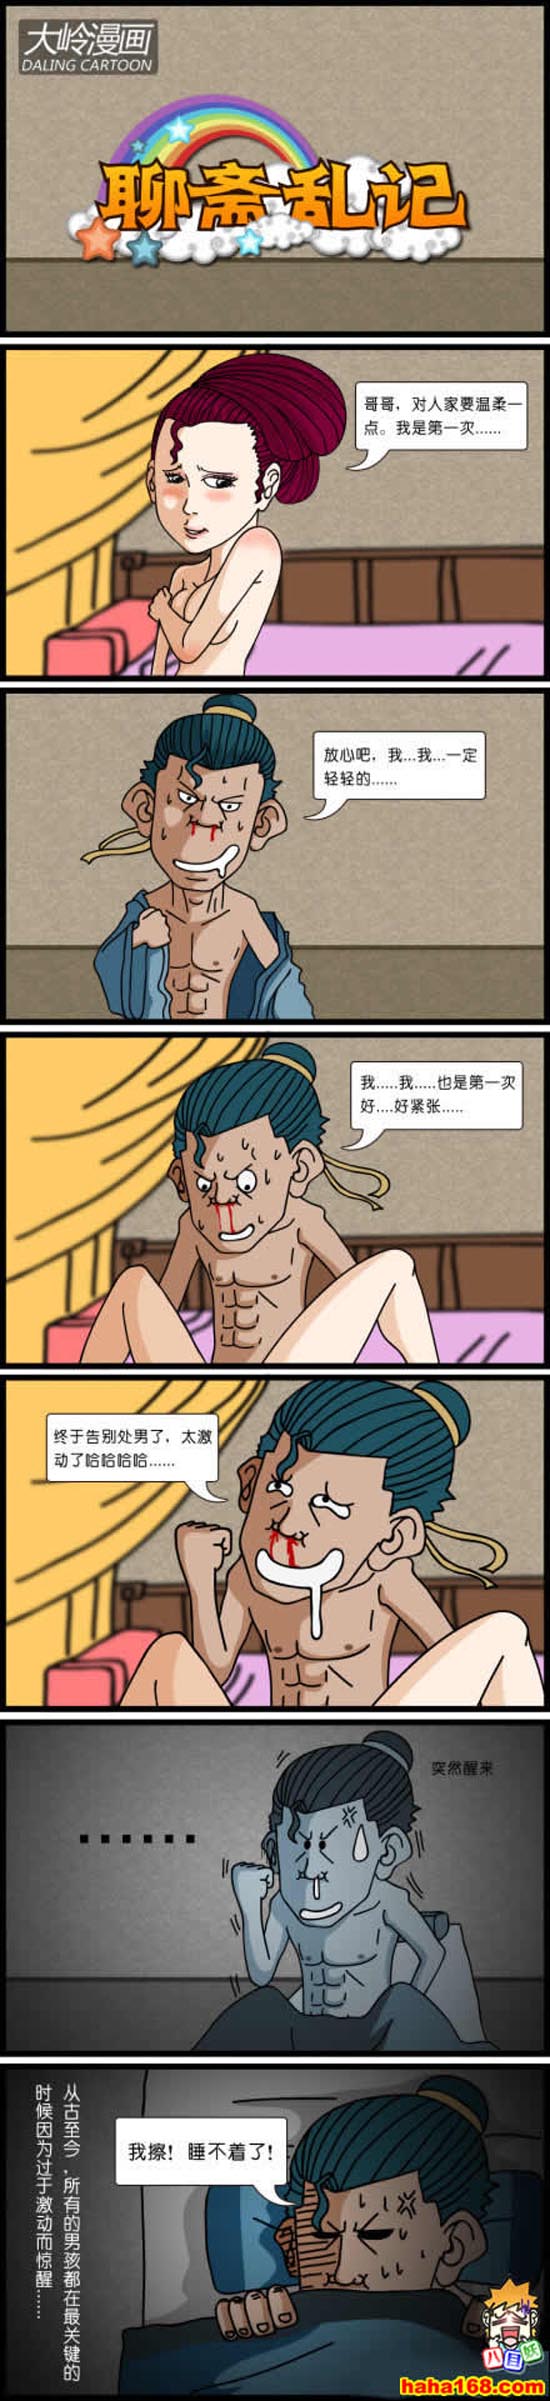 大岭漫画
DALING CARTOON
聊斋乱记
哥哥，对人家要温柔一
点。我是第一次......
放心吧，我...我...一定
轻轻的......
我.....我.....也是第一次
好....好紧张.....
终于告别处男了，太激
动了哈哈哈哈......
突然醒来
......
我擦！睡不着了！
从古至今，所有的男孩都在最关键的
时候因为过于激动而惊醒......
八目妖
haha168.com